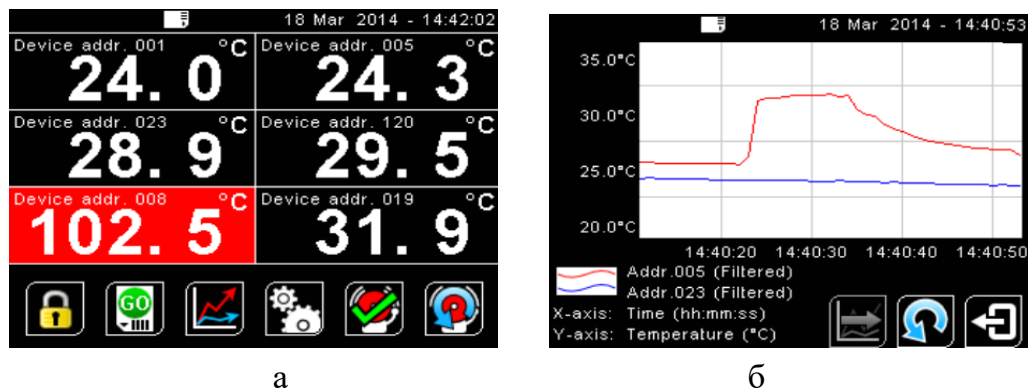 18 Mar 2014 - 14:42:02
Device addr. 001 °C
24. 0
Device addr. 005 °C
24. 3
Device addr. 023 °C
28. 9
Device addr. 120 °C
29. 5
Device addr. 008 °C
102. 5
Device addr. 019 °C
31. 9
GO
а
18 Mar 2014 - 14:40:53
35.0°C
30.0°C
25.0°C
20.0°C
14:40:20 14:40:30 14:40:40 14:40:50
Addr.005 (Filtered)
Addr.023 (Filtered)
X-axis: Time (hh:mm:ss)
Y-axis: Temperature (°C)
б